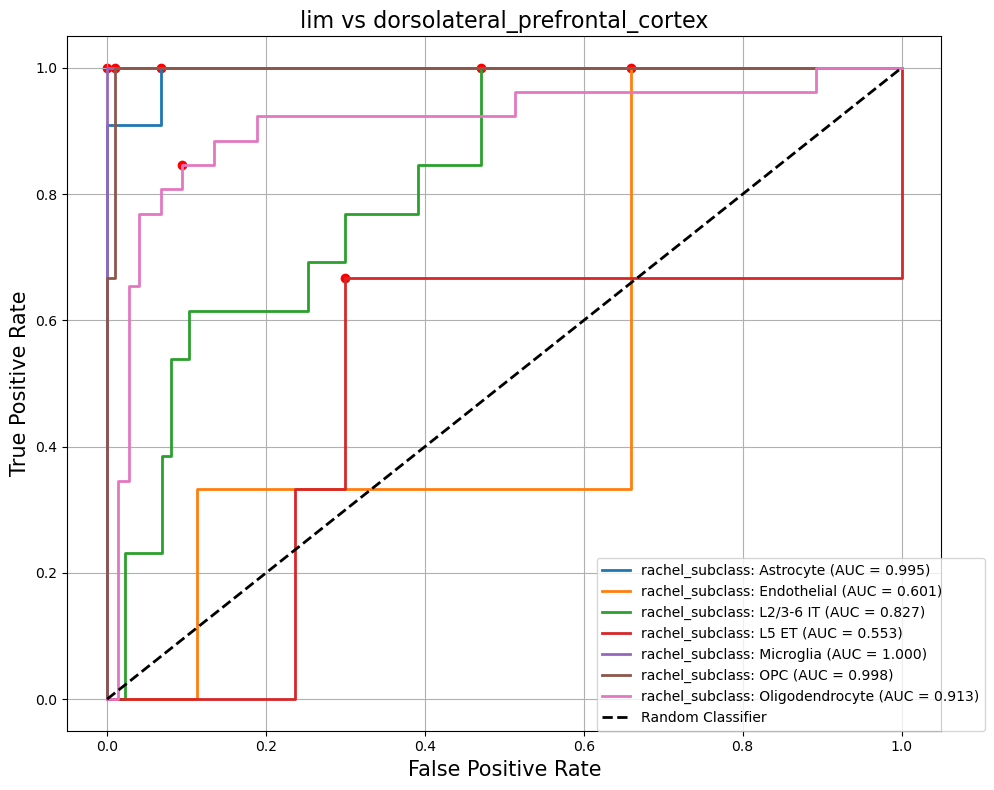 lim vs dorsolateral_prefrontal_cortex
True Positive Rate
1.0
0.8
0.6
0.4
0.2
0.0
rachel_subclass: Astrocyte (AUC = 0.995)
rachel_subclass: Endothelial (AUC = 0.601)
rachel_subclass: L2/3-6 IT (AUC = 0.827)
rachel_subclass: L5 ET (AUC = 0.553)
rachel_subclass: Microglia (AUC = 1.000)
rachel_subclass: OPC (AUC = 0.998)
rachel_subclass: Oligodendrocyte (AUC = 0.913)
Random Classifier
0.0 0.2 0.4 0.6 0.8 1.0
False Positive Rate